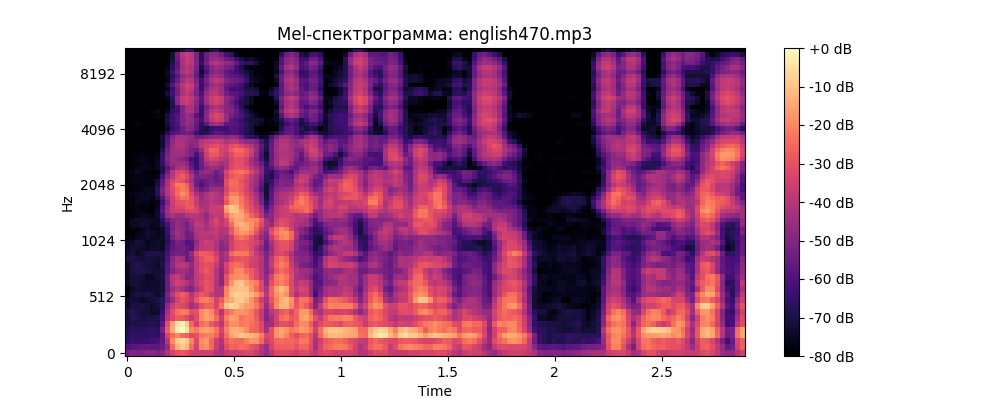 Mel-спектрограмма: english470.mp3
Hz
8192
4096
2048
1024
512
0
0
0.5
1
1.5
2
2.5
Time
+0 dB
-10 dB
-20 dB
-30 dB
-40 dB
-50 dB
-60 dB
-70 dB
-80 dB